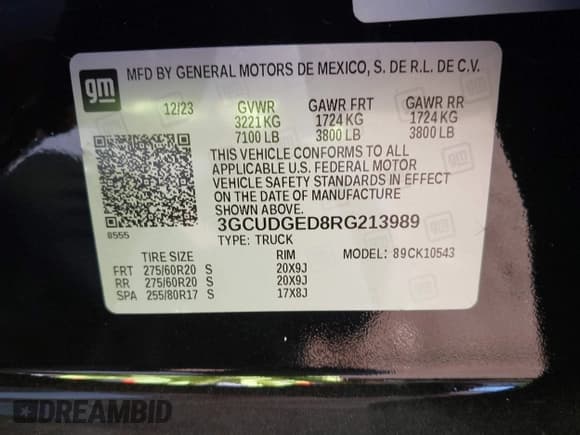 gm
MFD BY GENERAL MOTORS DE MEXICO, S. DE R.L. DE C.V.
12/23 GVWR GAWR FRT GAWR RR
3221 KG 1724 KG 1724 KG
7100 LB 3800 LB 3800 LB
THIS VEHICLE CONFORMS TO ALL
APPLICABLE U.S. FEDERAL MOTOR
VEHICLE SAFETY STANDARDS IN EFFECT
ON THE DATE OF MANUFACTURE
SHOWN ABOVE.
8555 3GCUDGED8RG213989
TYPE: TRUCK MODEL: 89CK10543
TIRE SIZE RIM
FRT 275/60R20 S 20X9J
RR 275/60R20 S 20X9J
SPA 255/80R17 S 17X8J
DREAMBID